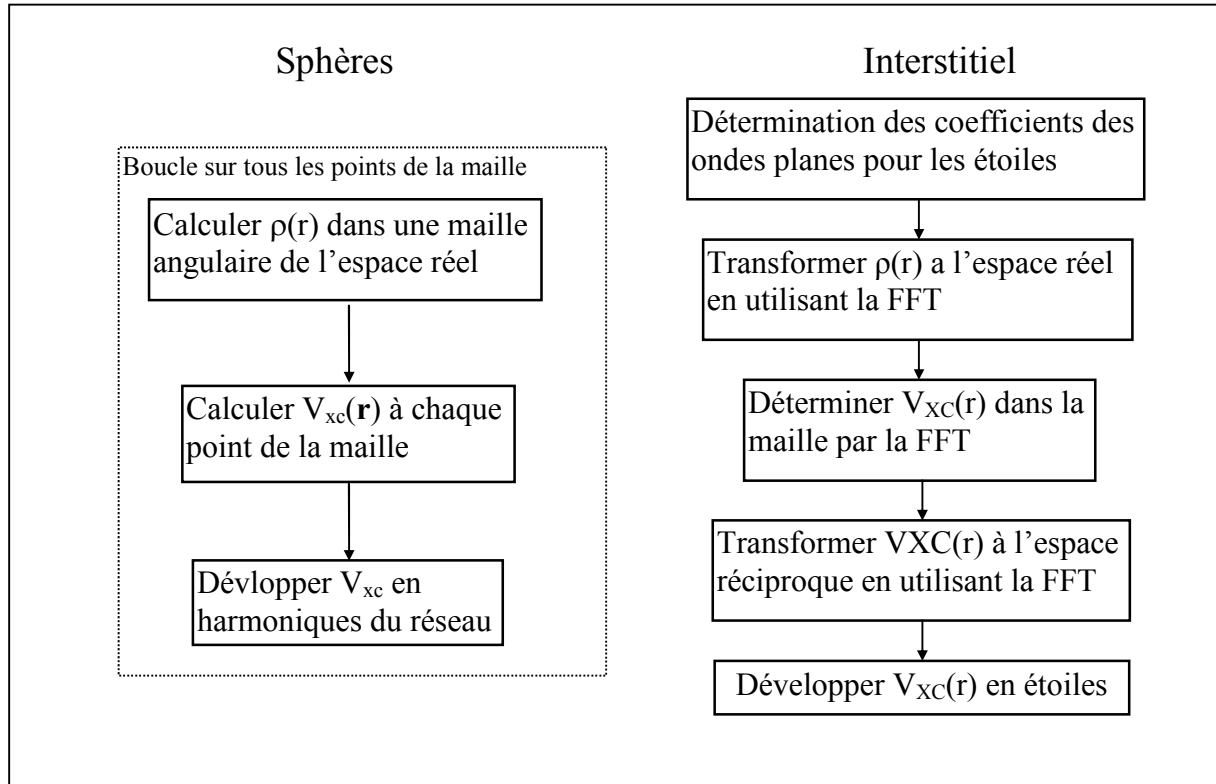 Sphères
Boucle sur tous les points de la maille
Calculer ρ(r) dans une maille
angulaire de l’espace réel
Calculer Vxc(r) à chaque
point de la maille
Dévlopper Vxc en
harmoniques du réseau
Interstitiel
Détermination des coefficients des
ondes planes pour les étoiles
Transformer ρ(r) a l’espace réel
en utilisant la FFT
Déterminer VXC(r) dans la
maille par la FFT
Transformer VXC(r) à l’espace
réciproque en utilisant la FFT
Développer VXC(r) en étoiles